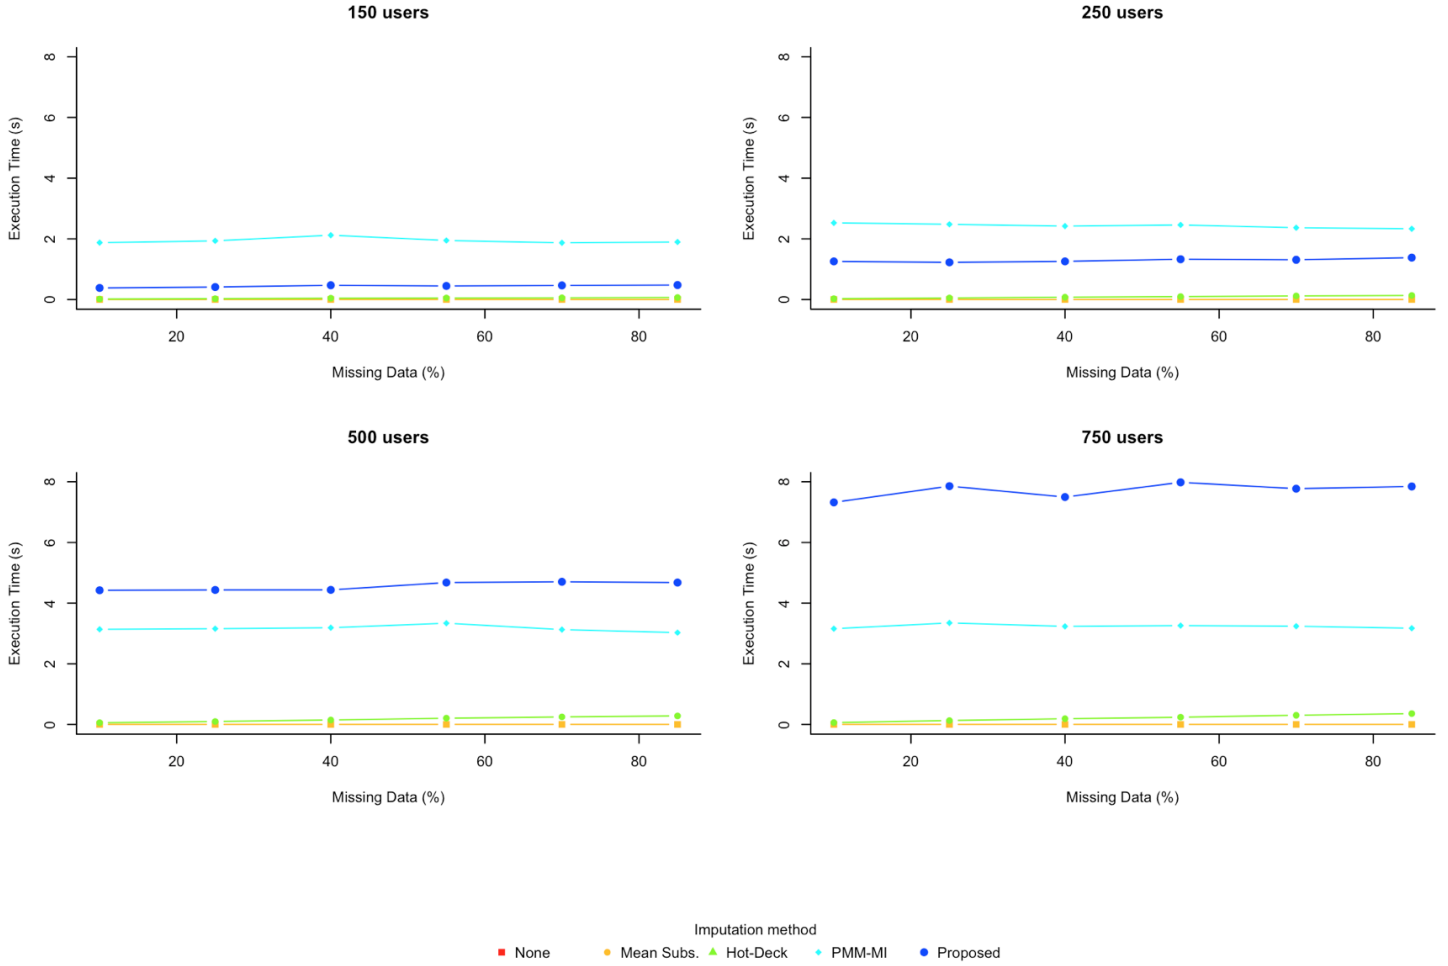 150 users
250 users
Execution Time (s)
8
6
4
2
0
20 40 60 80
Missing Data (%)
Execution Time (s)
8
6
4
2
0
20 40 60 80
Missing Data (%)
500 users
750 users
Execution Time (s)
8
6
4
2
0
20 40 60 80
Missing Data (%)
Execution Time (s)
8
6
4
2
0
20 40 60 80
Missing Data (%)
Imputation method
None Mean Subs. Hot-Deck PMM-MI Proposed